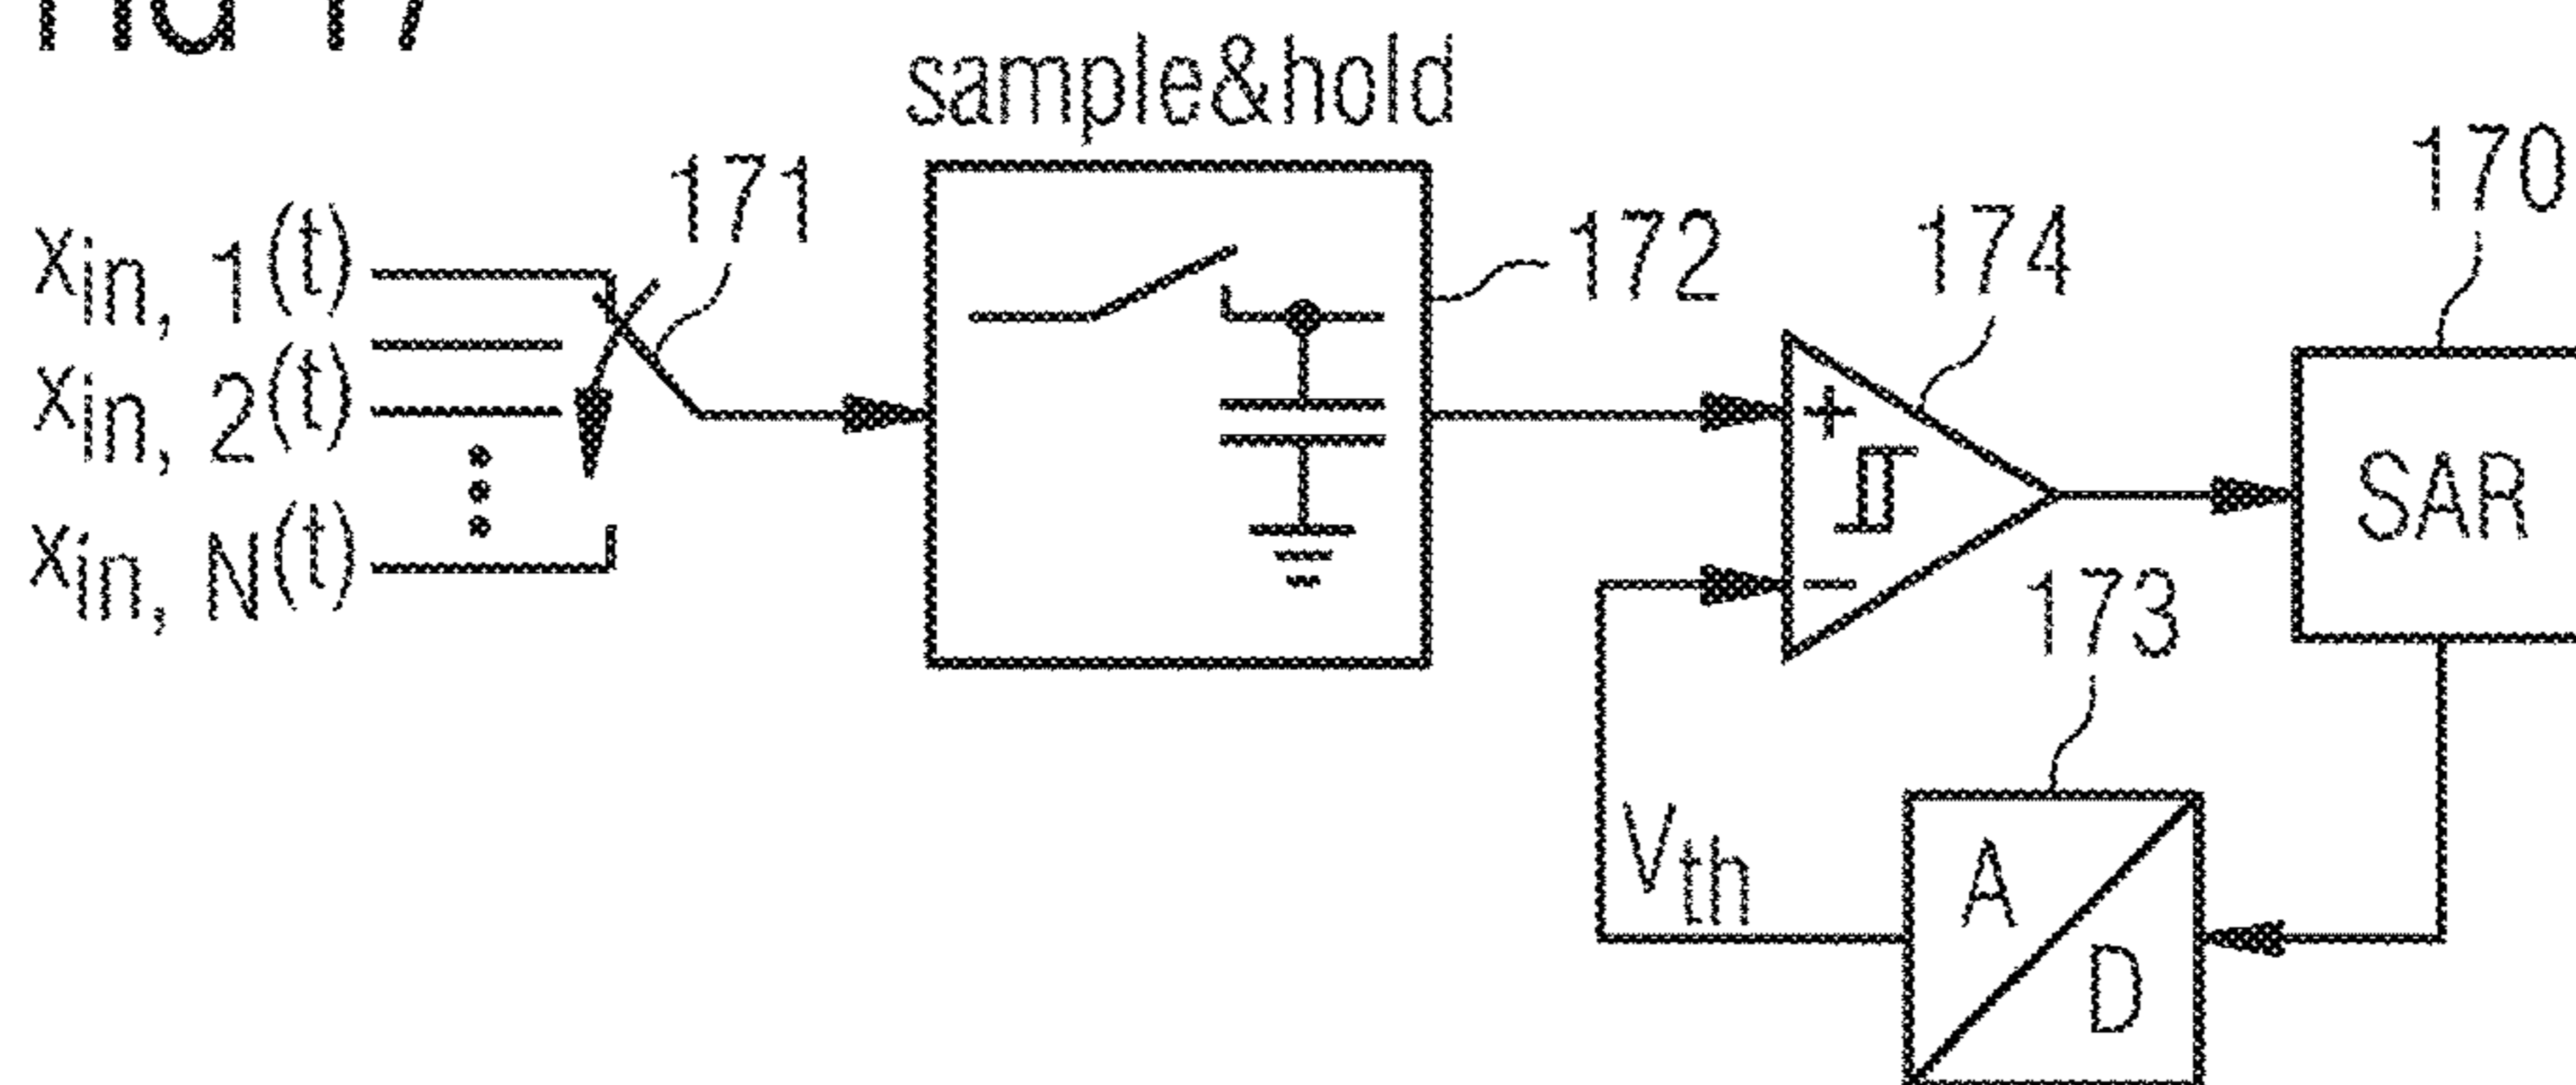 sample&hold
170
171
xin, 1(t)
172
174
xin, 2(t)
+
SAR
xin, N(t)
−
173
Vth
A
D